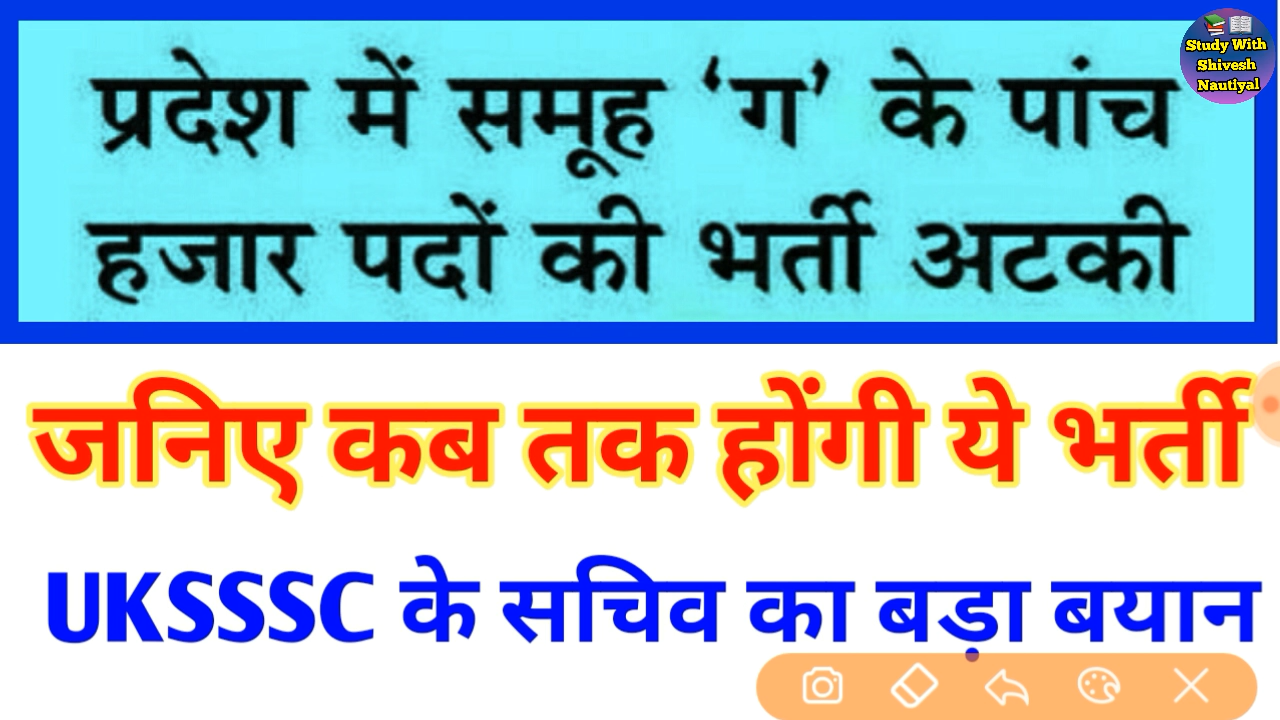 Study With
Shivesh
Nautiyal
प्रदेश में समूह ‘ग’ के पांच
हजार पदों की भर्ती अटकी
जनिए कब तक होंगी ये भर्ती
UKSSSC के सचिव का बड़ा बयान